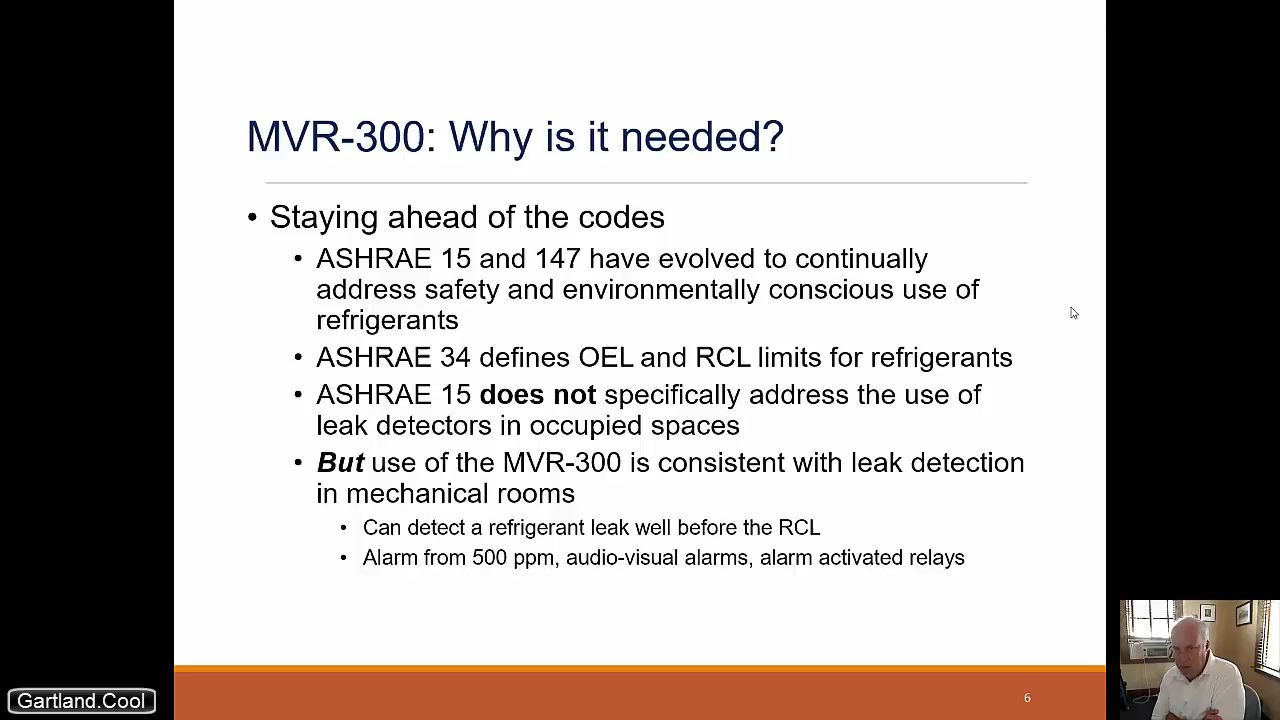 MVR-300: Why is it needed?
• Staying ahead of the codes
• ASHRAE 15 and 147 have evolved to continually
address safety and environmentally conscious use of
refrigerants
• ASHRAE 34 defines OEL and RCL limits for refrigerants
• ASHRAE 15 does not specifically address the use of
leak detectors in occupied spaces
• But use of the MVR-300 is consistent with leak detection
in mechanical rooms
• Can detect a refrigerant leak well before the RCL
• Alarm from 500 ppm, audio-visual alarms, alarm activated relays
6
Gartland.Cool